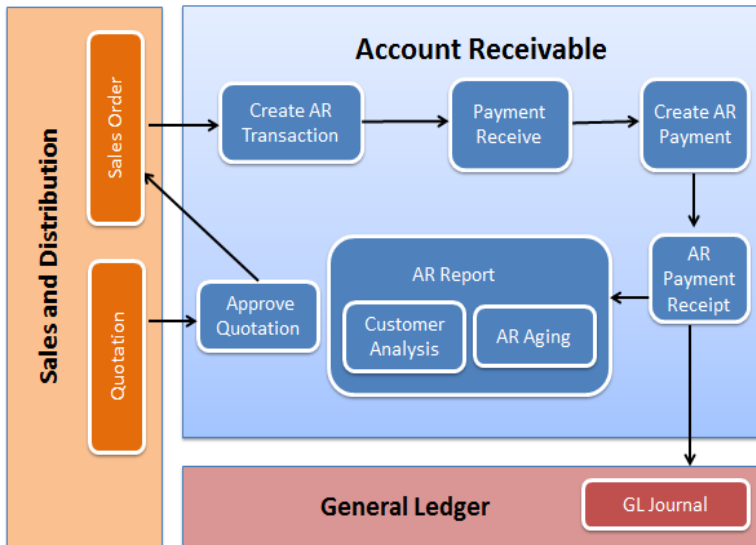 Sales and Distribution
Sales Order
Quotation
Account Receivable
Create AR
Transaction
Payment
Receive
Create AR
Payment
Approve
Quotation
AR Report
Customer
Analysis
AR Aging
AR
Payment
Receipt
General Ledger
GL Journal